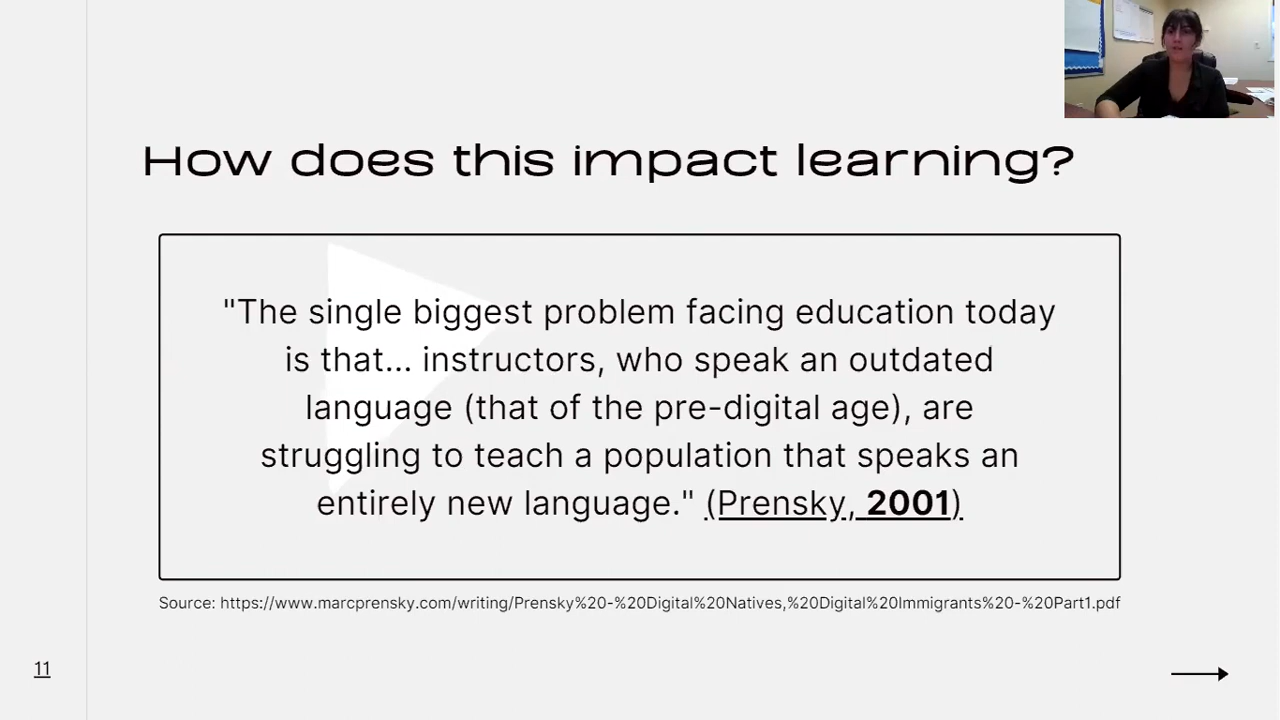 How does this impact learning?
"The single biggest problem facing education today
is that... instructors, who speak an outdated
language (that of the pre-digital age), are
struggling to teach a population that speaks an
entirely new language." (Prensky, 2001)
Source: https://www.marcprensky.com/writing/Prensky%20-%20Digital%20Natives,%20Digital%20Immigrants%20-%20Part1.pdf
11